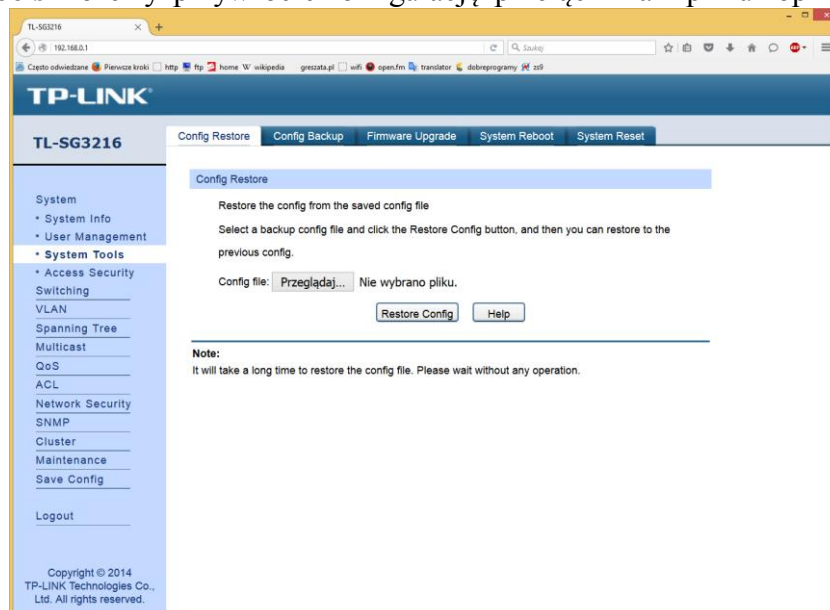 TL-SG3216
192.168.0.1
Szukaj
Często odwiedzane Pierwsze kroki http ftp home W wikipedia greszata.pl wifi open.fm translator dobreprogramy zs9
TP-LINK
TL-SG3216
Config Restore Config Backup Firmware Upgrade System Reboot System Reset
Config Restore
Restore the config from the saved config file
Select a backup config file and click the Restore Config button, and then you can restore to the
previous config.
Config file: Przeglądaj... Nie wybrano pliku.
Restore Config Help
Note:
It will take a long time to restore the config file. Please wait without any operation.
System
• System Info
• User Management
• System Tools
• Access Security
Switching
VLAN
Spanning Tree
Multicast
QoS
ACL
Network Security
SNMP
Cluster
Maintenance
Save Config
Logout
Copyright © 2014
TP-LINK Technologies Co.,
Ltd. All rights reserved.